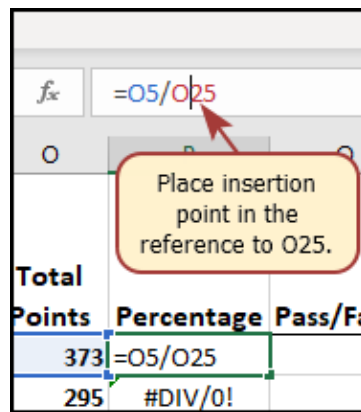 fx =O5/O25
O
Place insertion
point in the
reference to O25.
Total
Points Percentage Pass/Fa
373 =O5/O25
295 #DIV/0!